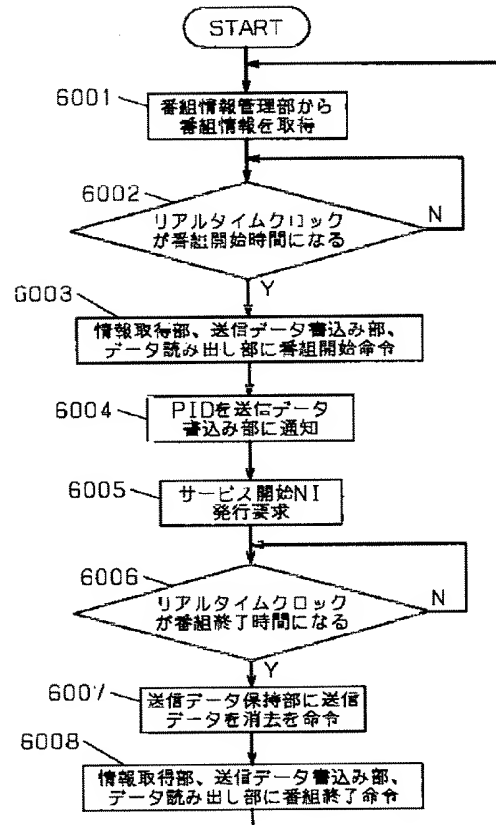 START
6001
番組情報管理部から
番組情報を取得
6002
リアルタイムクロック
が番組開始時間になる
N
Y
6003
情報取得部、送信データ書込み部、
データ読み出し部に番組開始命令
6004
PIDを送信データ
書込み部に通知
6005
サービス開始NI
発行要求
6006
リアルタイムクロック
が番組終了時間になる
N
Y
6007
送信データ保持部に送信
データを消去を命令
6008
情報取得部、送信データ書込み部、
データ読み出し部に番組終了命令